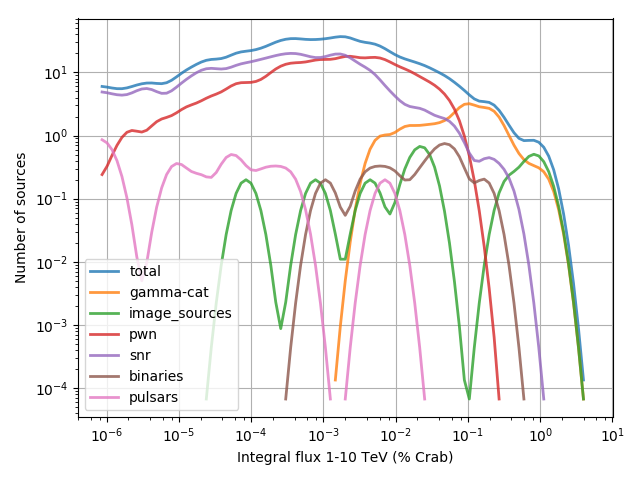 Number of sources
10^1
10^0
10^-1
10^-2
10^-3
10^-4
total
gamma-cat
image_sources
pwn
snr
binaries
pulsars
10^-6 10^-5 10^-4 10^-3 10^-2 10^-1 10^0 10^1
Integral flux 1-10 TeV (% Crab)